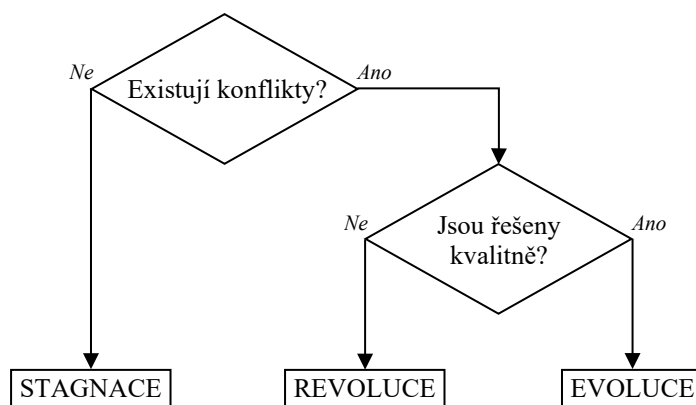 Ne
Ano
Existují konflikty?
Ne
Ano
Jsou řešeny
kvalitně?
STAGNACE
REVOLUCE
EVOLUCE